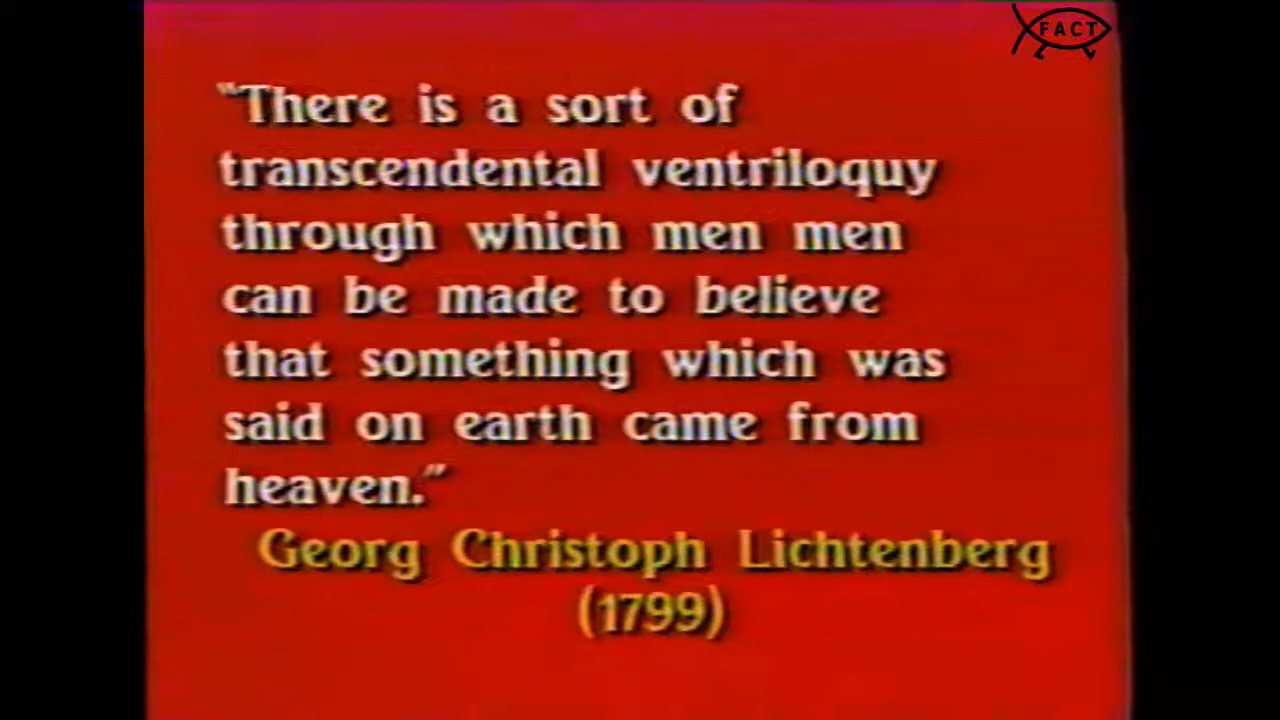 FACT
"There is a sort of
transcendental ventriloquy
through which men men
can be made to believe
that something which was
said on earth came from
heaven."
Georg Christoph Lichtenberg
(1799)